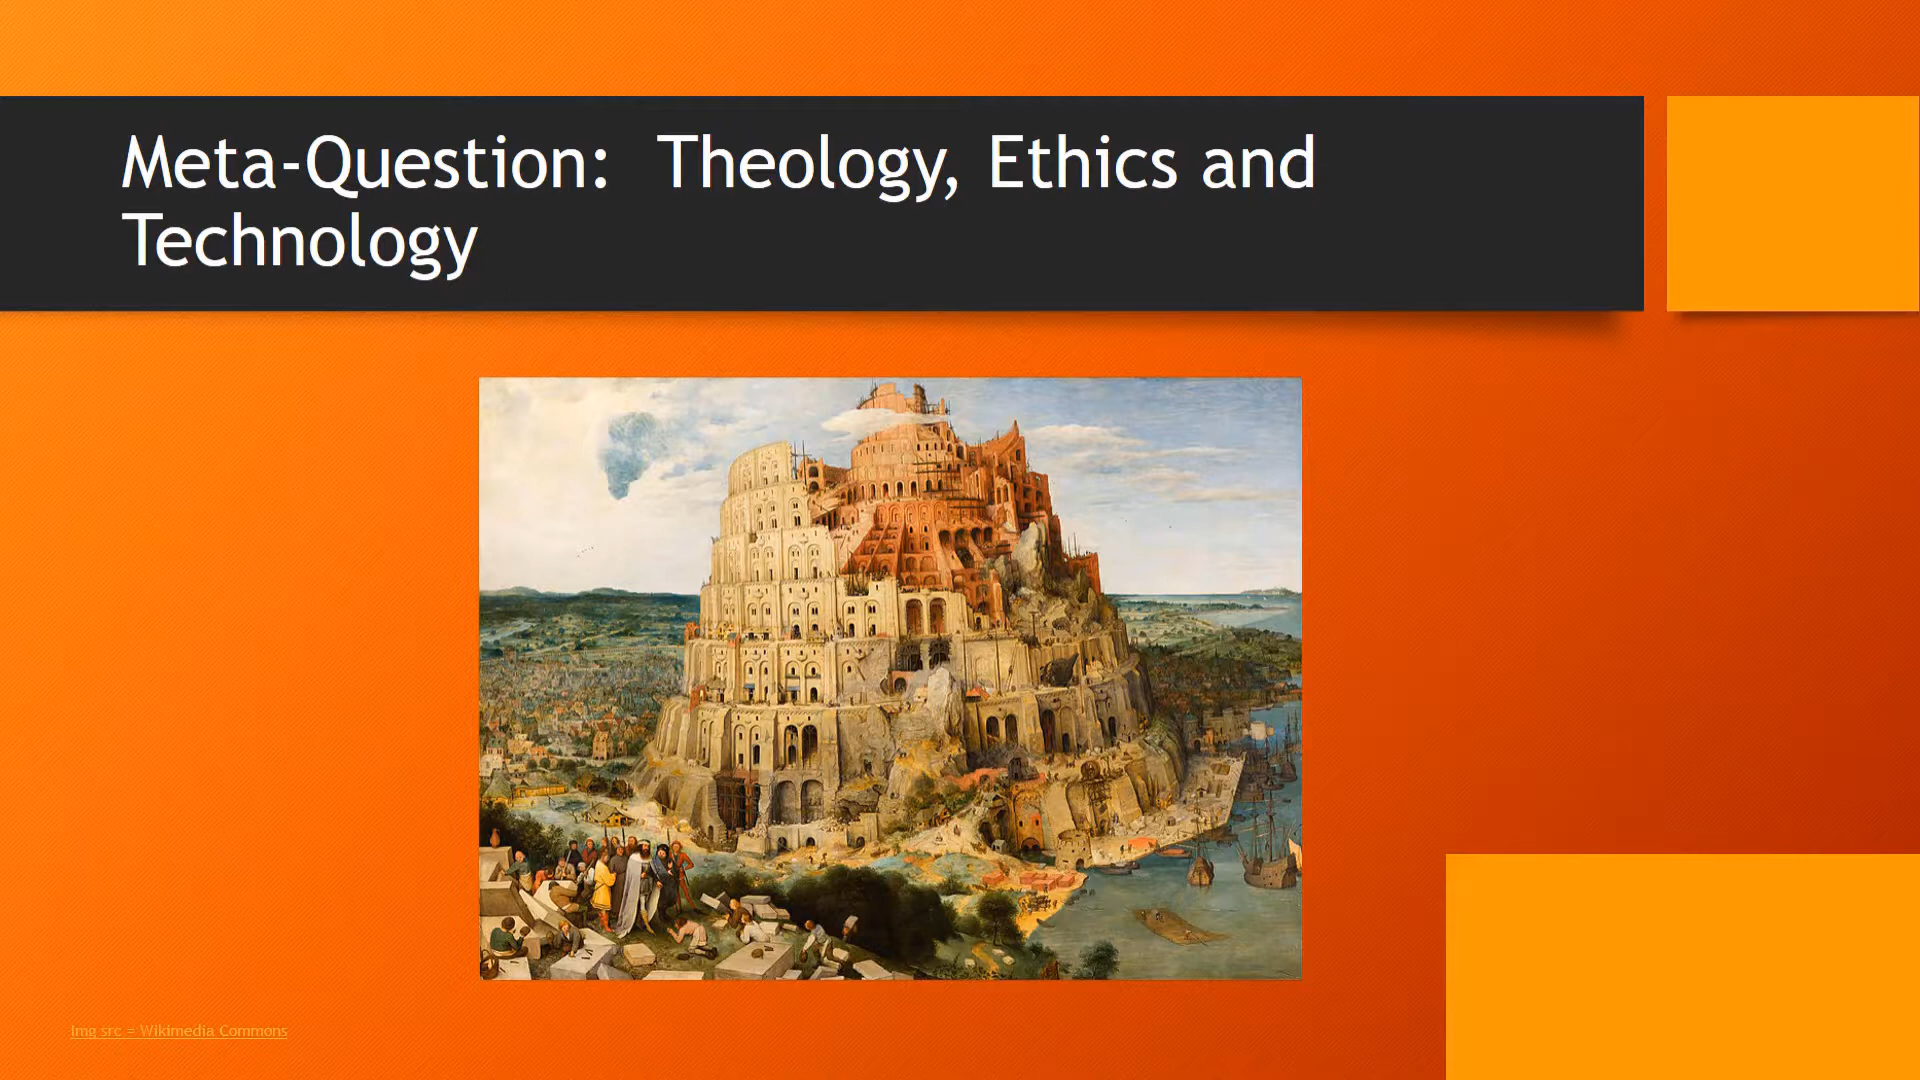 Meta-Question:  Theology, Ethics and
Technology
Img src = Wikimedia Commons